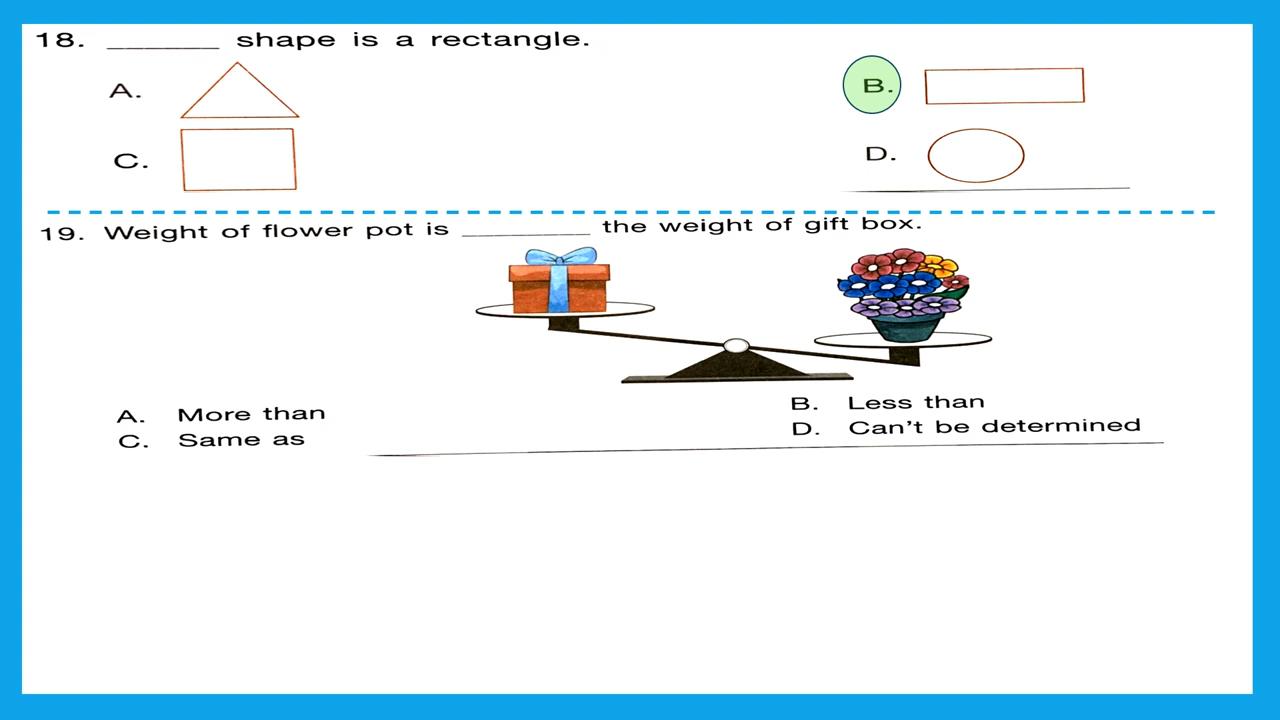 18. ______ shape is a rectangle.
A.
B.
C.
D.
19. Weight of flower pot is ________ the weight of gift box.
A. More than
B. Less than
C. Same as
D. Can't be determined